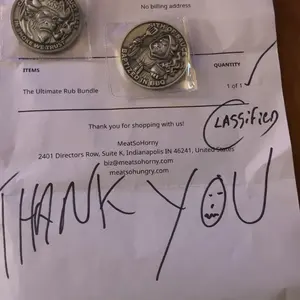 No billing address
ITEMS
QUANTITY
The Ultimate Rub Bundle
1 of 1
CLASSIFIED
Thank you for shopping with us!
MeatSoHorny
2401 Directors Row, Suite K, Indianapolis IN 46241, United States
biz@meatsohorny.com
meatsohungry.com
THANK YOU